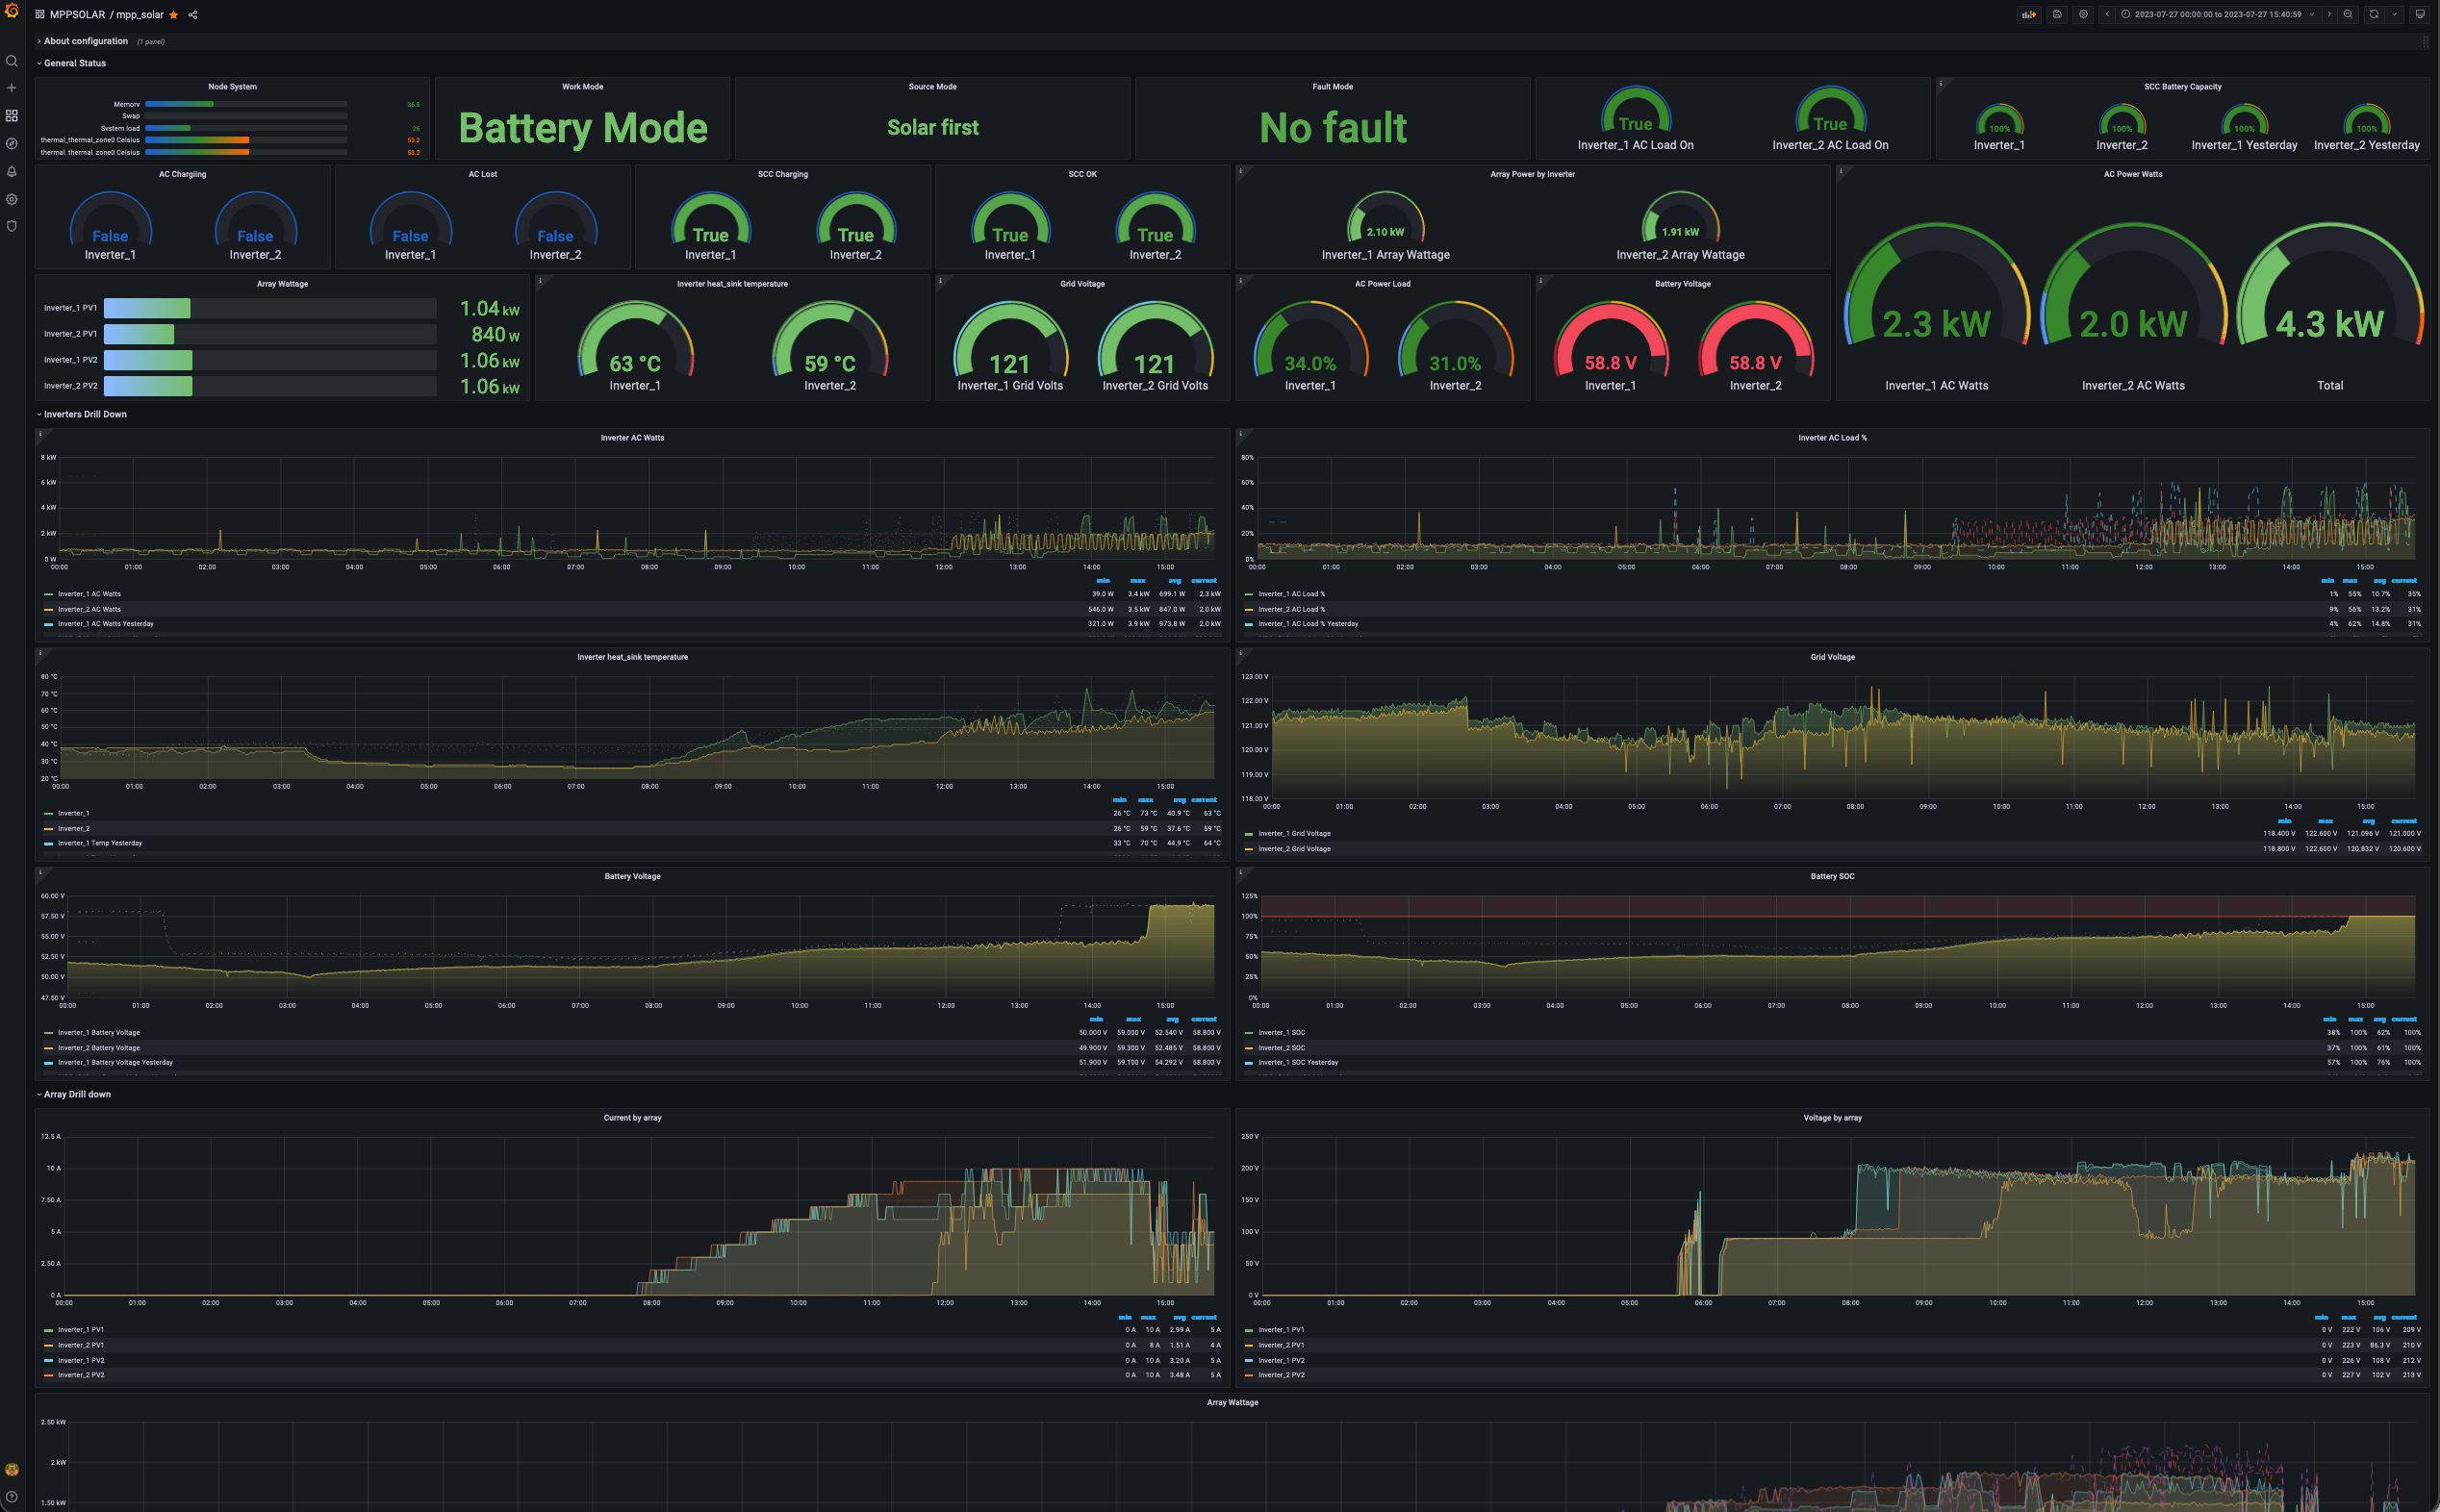 MPPSOLAR / mpp_solar
2023-07-27 00:00:00 to 2023-07-27 15:40:59
About configuration (1 panel)
General Status
Node System
Memory 36.8
Swap
System load 26
thermal_thermal_zone0 Celsius 53.2
thermal_thermal_zone0 Celsius 53.2
Work Mode
Battery Mode
Source Mode
Solar first
Fault Mode
No fault
True True
Inverter_1 AC Load On Inverter_2 AC Load On
SCC Battery Capacity
100% 100% 100% 100%
Inverter_1 Inverter_2 Inverter_1 Yesterday Inverter_2 Yesterday
AC Chargiing
False False
Inverter_1 Inverter_2
AC Lost
False False
Inverter_1 Inverter_2
SCC Charging
True True
Inverter_1 Inverter_2
SCC OK
True True
Inverter_1 Inverter_2
Array Power by Inverter
2.10 kW 1.91 kW
Inverter_1 Array Wattage Inverter_2 Array Wattage
AC Power Watts
2.3 kW 2.0 kW 4.3 kW
Inverter_1 AC Watts Inverter_2 AC Watts Total
Array Wattage
Inverter_1 PV1 1.04 kW
Inverter_2 PV1 840 W
Inverter_1 PV2 1.06 kW
Inverter_2 PV2 1.06 kW
Inverter heat_sink temperature
63 °C 59 °C
Inverter_1 Inverter_2
Grid Voltage
121 121
Inverter_1 Grid Volts Inverter_2 Grid Volts
AC Power Load
34.0% 31.0%
Inverter_1 Inverter_2
Battery Voltage
58.8 V 58.8 V
Inverter_1 Inverter_2
Inverters Drill Down
Inverter AC Watts
8 kW
6 kW
4 kW
2 kW
0 W
00:00 01:00 02:00 03:00 04:00 05:00 06:00 07:00 08:00 09:00 10:00 11:00 12:00 13:00 14:00 15:00
min max avg current
Inverter_1 AC Watts 39.0 W 3.4 kW 699.1 W 2.3 kW
Inverter_2 AC Watts 546.0 W 3.5 kW 847.0 W 2.0 kW
Inverter_1 AC Watts Yesterday 321.0 W 3.9 kW 973.8 W 2.0 kW
Inverter AC Load %
80%
60%
40%
20%
0%
00:00 01:00 02:00 03:00 04:00 05:00 06:00 07:00 08:00 09:00 10:00 11:00 12:00 13:00 14:00 15:00
min max avg current
Inverter_1 AC Load % 1% 55% 10.7% 35%
Inverter_2 AC Load % 9% 56% 13.2% 31%
Inverter_1 AC Load % Yesterday 4% 62% 14.8% 31%
Inverter heat_sink temperature
80 °C
70 °C
60 °C
50 °C
40 °C
30 °C
20 °C
00:00 01:00 02:00 03:00 04:00 05:00 06:00 07:00 08:00 09:00 10:00 11:00 12:00 13:00 14:00 15:00
min max avg current
Inverter_1 26 °C 73 °C 40.9 °C 63 °C
Inverter_2 26 °C 59 °C 37.6 °C 59 °C
Inverter_1 Temp Yesterday 33 °C 70 °C 44.9 °C 64 °C
Grid Voltage
123.00 V
122.00 V
121.00 V
120.00 V
119.00 V
118.00 V
00:00 01:00 02:00 03:00 04:00 05:00 06:00 07:00 08:00 09:00 10:00 11:00 12:00 13:00 14:00 15:00
min max avg current
Inverter_1 Grid Voltage 118.400 V 122.600 V 121.096 V 121.000 V
Inverter_2 Grid Voltage 118.800 V 122.600 V 120.832 V 120.600 V
Battery Voltage
60.00 V
57.50 V
55.00 V
52.50 V
50.00 V
47.50 V
00:00 01:00 02:00 03:00 04:00 05:00 06:00 07:00 08:00 09:00 10:00 11:00 12:00 13:00 14:00 15:00
min max avg current
Inverter_1 Battery Voltage 50.000 V 59.000 V 52.540 V 58.800 V
Inverter_2 Battery Voltage 49.900 V 59.300 V 52.485 V 58.800 V
Inverter_1 Battery Voltage Yesterday 51.900 V 59.100 V 54.292 V 58.800 V
Battery SOC
125%
100%
75%
50%
25%
0%
00:00 01:00 02:00 03:00 04:00 05:00 06:00 07:00 08:00 09:00 10:00 11:00 12:00 13:00 14:00 15:00
min max avg current
Inverter_1 SOC 38% 100% 62% 100%
Inverter_2 SOC 37% 100% 61% 100%
Inverter_1 SOC Yesterday 57% 100% 76% 100%
Array Drill down
Current by array
12.5 A
10 A
7.50 A
5 A
2.50 A
0 A
00:00 01:00 02:00 03:00 04:00 05:00 06:00 07:00 08:00 09:00 10:00 11:00 12:00 13:00 14:00 15:00
min max avg current
Inverter_1 PV1 0 A 10 A 2.99 A 5 A
Inverter_2 PV1 0 A 8 A 1.51 A 4 A
Inverter_1 PV2 0 A 10 A 3.20 A 5 A
Inverter_2 PV2 0 A 10 A 3.48 A 5 A
Voltage by array
250 V
200 V
150 V
100 V
50 V
0 V
00:00 01:00 02:00 03:00 04:00 05:00 06:00 07:00 08:00 09:00 10:00 11:00 12:00 13:00 14:00 15:00
min max avg current
Inverter_1 PV1 0 V 222 V 106 V 209 V
Inverter_2 PV1 0 V 223 V 86.3 V 210 V
Inverter_1 PV2 0 V 226 V 108 V 212 V
Inverter_2 PV2 0 V 227 V 102 V 213 V
Array Wattage
2.50 kW
2 kW
1.50 kW